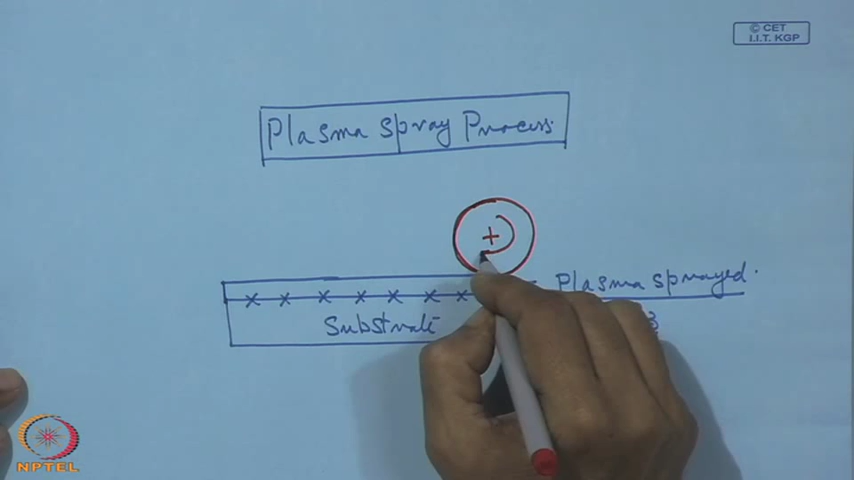 © CET
I.I.T. KGP
Plasma Spray Process
Plasma Sprayed
Substrate
NPTEL